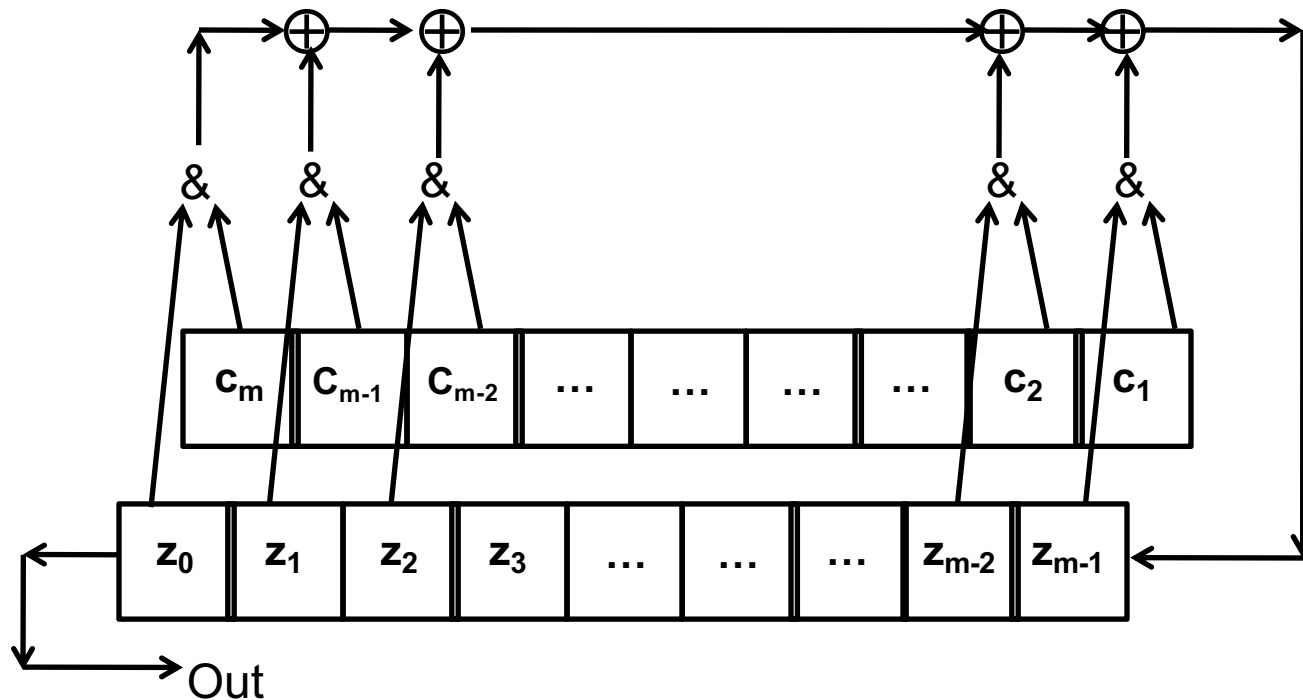 ⊕ ⊕ ⊕ ⊕
& & & & &
cₘ Cₘ₋₁ Cₘ₋₂ ... ... ... ... c₂ c₁
z₀ z₁ z₂ z₃ ... ... ... zₘ₋₂ zₘ₋₁
Out